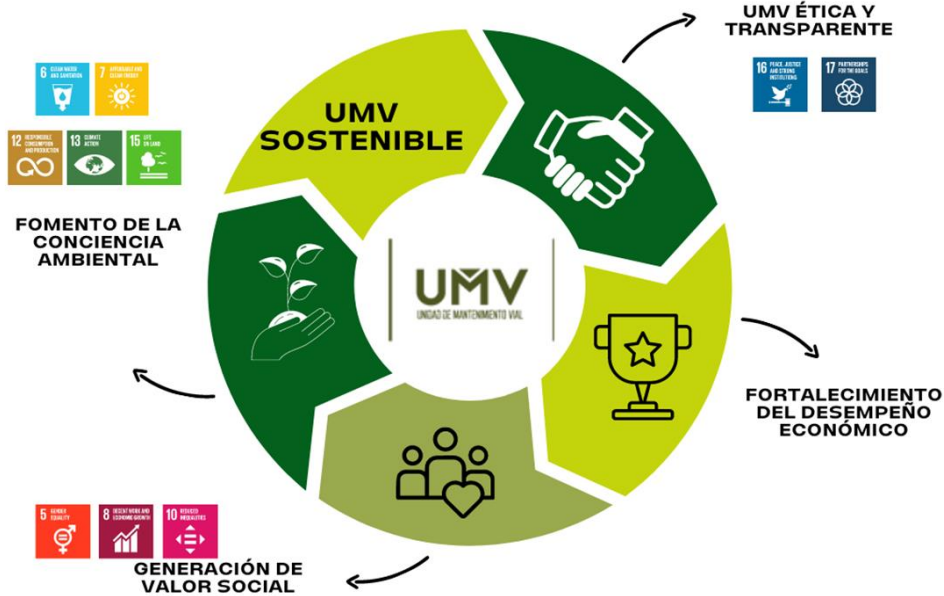 UMV ÉTICA Y
TRANSPARENTE
16 PEACE, JUSTICE
AND STRONG
INSTITUTIONS
17 PARTNERSHIPS
FOR THE GOALS
6 CLEAN WATER
AND SANITATION
7 AFFORDABLE AND
CLEAN ENERGY
12 RESPONSIBLE
CONSUMPTION
AND PRODUCTION
13 CLIMATE
ACTION
15 LIFE
ON LAND
UMV
SOSTENIBLE
FOMENTO DE LA
CONCIENCIA
AMBIENTAL
UMV
UNIDAD DE MANTENIMIENTO VIAL
FORTALECIMIENTO
DEL DESEMPEÑO
ECONÓMICO
5 GENDER
EQUALITY
8 DECENT WORK AND
ECONOMIC GROWTH
10 REDUCED
INEQUALITIES
GENERACIÓN DE
VALOR SOCIAL